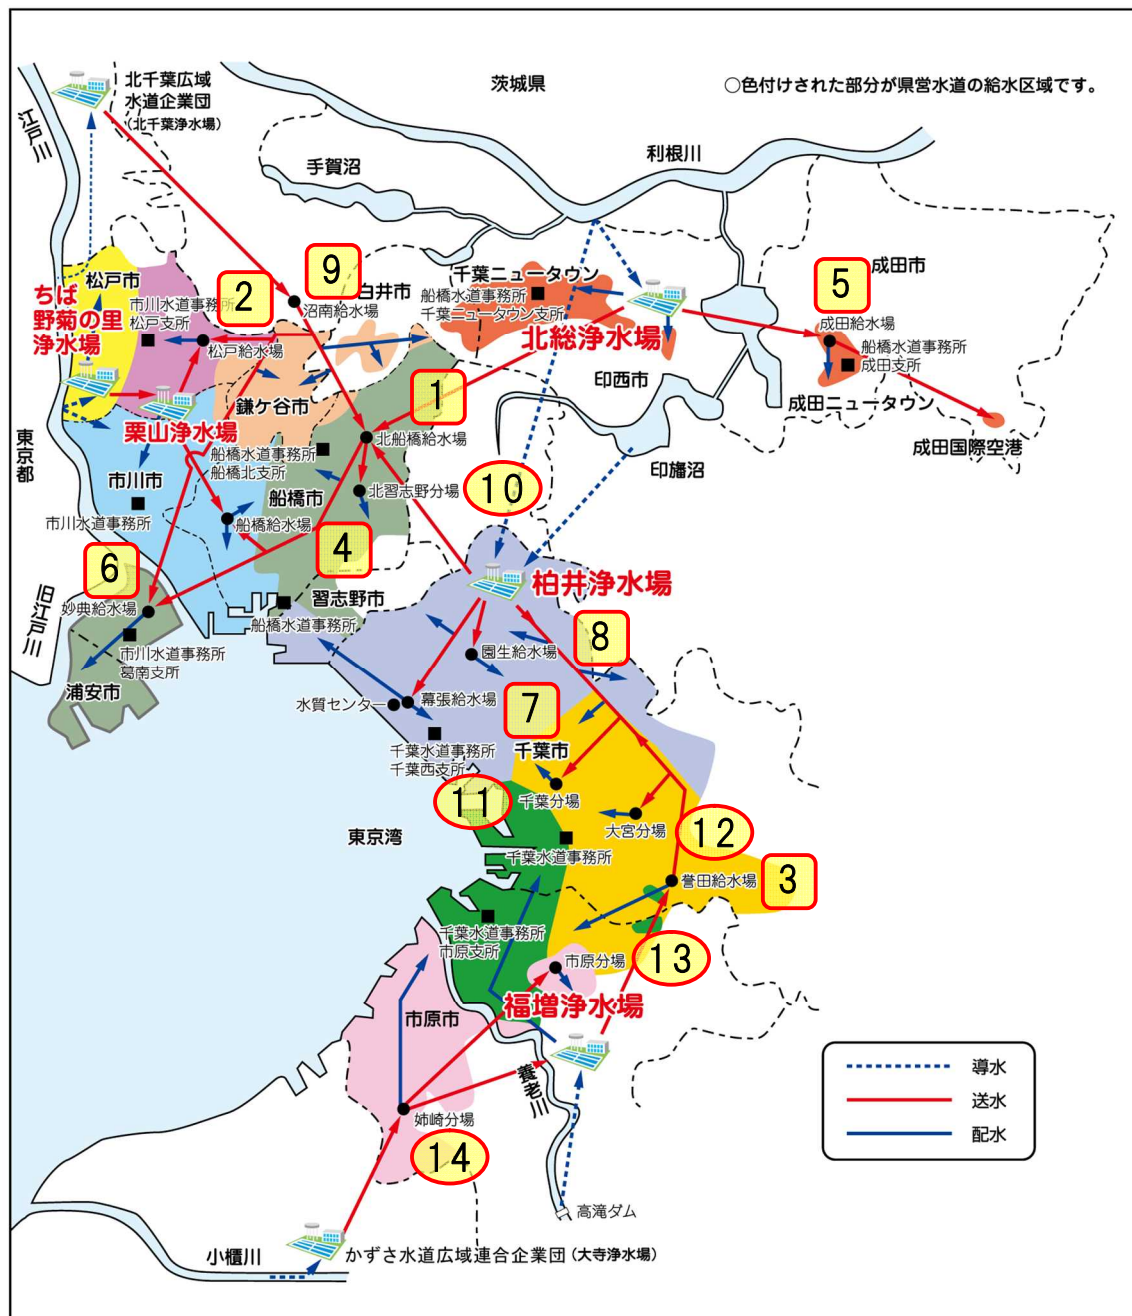 北千葉広域
水道企業団
(北千葉浄水場)
茨城県
○色付けされた部分が県営水道の給水区域です。
江戸川
手賀沼
利根川
松戸市
2
9
白井市
千葉ニュータウン
船橋水道事務所
千葉ニュータウン支所
5
成田市
ちば
野菊の里
浄水場
市川水道事務所
松戸支所
沼南給水場
松戸給水場
北総浄水場
成田給水場
船橋水道事務所
成田支所
印西市
成田ニュータウン
鎌ケ谷市
1
栗山浄水場
東京都
船橋水道事務所
船橋北支所
北船橋給水場
印旛沼
成田国際空港
市川市
船橋市
北習志野分場
10
市川水道事務所
船橋給水場
4
6
柏井浄水場
旧江戸川
妙典給水場
習志野市
船橋水道事務所
8
市川水道事務所
葛南支所
園生給水場
浦安市
水質センター
幕張給水場
7
千葉市
千葉水道事務所
千葉西支所
11
千葉分場
東京湾
大宮分場
12
千葉水道事務所
誉田給水場
3
千葉水道事務所
市原支所
市原分場
13
福増浄水場
市原市
養老川
導水
送水
配水
姉崎分場
14
高滝ダム
小櫃川
かずさ水道広域連合企業団(大寺浄水場)